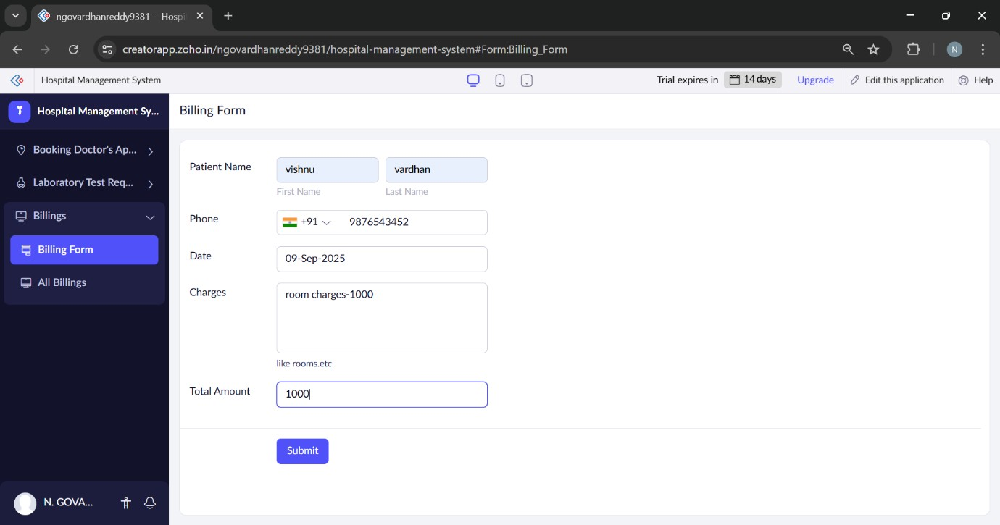 ngovardhanreddy9381 - Hospi
creatorapp.zoho.in/ngovardhanreddy9381/hospital-management-system#Form:Billing_Form
N
Hospital Management System
Trial expires in 14 days Upgrade Edit this application Help
Hospital Management Sy...
Billing Form
Booking Doctor's Ap...
Laboratory Test Req...
Billings
Billing Form
All Billings
Patient Name vishnu vardhan
First Name Last Name
Phone +91 9876543452
Date 09-Sep-2025
Charges room charges-1000
like rooms.etc
Total Amount 1000
Submit
N. GOVA...